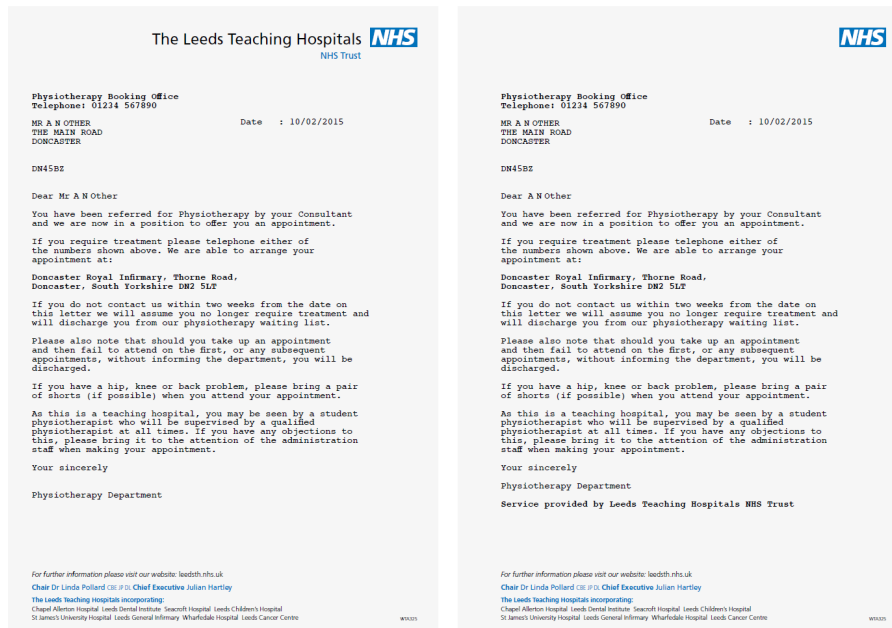 The Leeds Teaching Hospitals NHS
NHS Trust
Physiotherapy Booking Office
Telephone: 01234 567890
MR A N OTHER Date : 10/02/2015
THE MAIN ROAD
DONCASTER
DN45BZ
Dear Mr A N Other
You have been referred for Physiotherapy by your Consultant
and we are now in a position to offer you an appointment.
If you require treatment please telephone either of
the numbers shown above. We are able to arrange your
appointment at:
Doncaster Royal Infirmary, Thorne Road,
Doncaster, South Yorkshire DN2 5LT
If you do not contact us within two weeks from the date on
this letter we will assume you no longer require treatment and
will discharge you from our physiotherapy waiting list.
Please also note that should you take up an appointment
and then fail to attend on the first, or any subsequent
appointments, without informing the department, you will be
discharged.
If you have a hip, knee or back problem, please bring a pair
of shorts (if possible) when you attend your appointment.
As this is a teaching hospital, you may be seen by a student
physiotherapist who will be supervised by a qualified
physiotherapist at all times. If you have any objections to
this, please bring it to the attention of the administration
staff when making your appointment.
Your sincerely
Physiotherapy Department
For further information please visit our website: leedsth.nhs.uk
Chair Dr Linda Pollard CBE JP DL Chief Executive Julian Hartley
The Leeds Teaching Hospitals incorporating:
Chapel Allerton Hospital Leeds Dental Institute Seacroft Hospital Leeds Children's Hospital
St James's University Hospital Leeds General Infirmary Wharfedale Hospital Leeds Cancer Centre
NHS
Physiotherapy Booking Office
Telephone: 01234 567890
MR A N OTHER Date : 10/02/2015
THE MAIN ROAD
DONCASTER
DN45BZ
Dear A N Other
You have been referred for Physiotherapy by your Consultant
and we are now in a position to offer you an appointment.
If you require treatment please telephone either of
the numbers shown above. We are able to arrange your
appointment at:
Doncaster Royal Infirmary, Thorne Road,
Doncaster, South Yorkshire DN2 5LT
If you do not contact us within two weeks from the date on
this letter we will assume you no longer require treatment and
will discharge you from our physiotherapy waiting list.
Please also note that should you take up an appointment
and then fail to attend on the first, or any subsequent
appointments, without informing the department, you will be
discharged.
If you have a hip, knee or back problem, please bring a pair
of shorts (if possible) when you attend your appointment.
As this is a teaching hospital, you may be seen by a student
physiotherapist who will be supervised by a qualified
physiotherapist at all times. If you have any objections to
this, please bring it to the attention of the administration
staff when making your appointment.
Your sincerely
Physiotherapy Department
Service provided by Leeds Teaching Hospitals NHS Trust
For further information please visit our website: leedsth.nhs.uk
Chair Dr Linda Pollard CBE JP DL Chief Executive Julian Hartley
The Leeds Teaching Hospitals incorporating:
Chapel Allerton Hospital Leeds Dental Institute Seacroft Hospital Leeds Children's Hospital
St James's University Hospital Leeds General Infirmary Wharfedale Hospital Leeds Cancer Centre